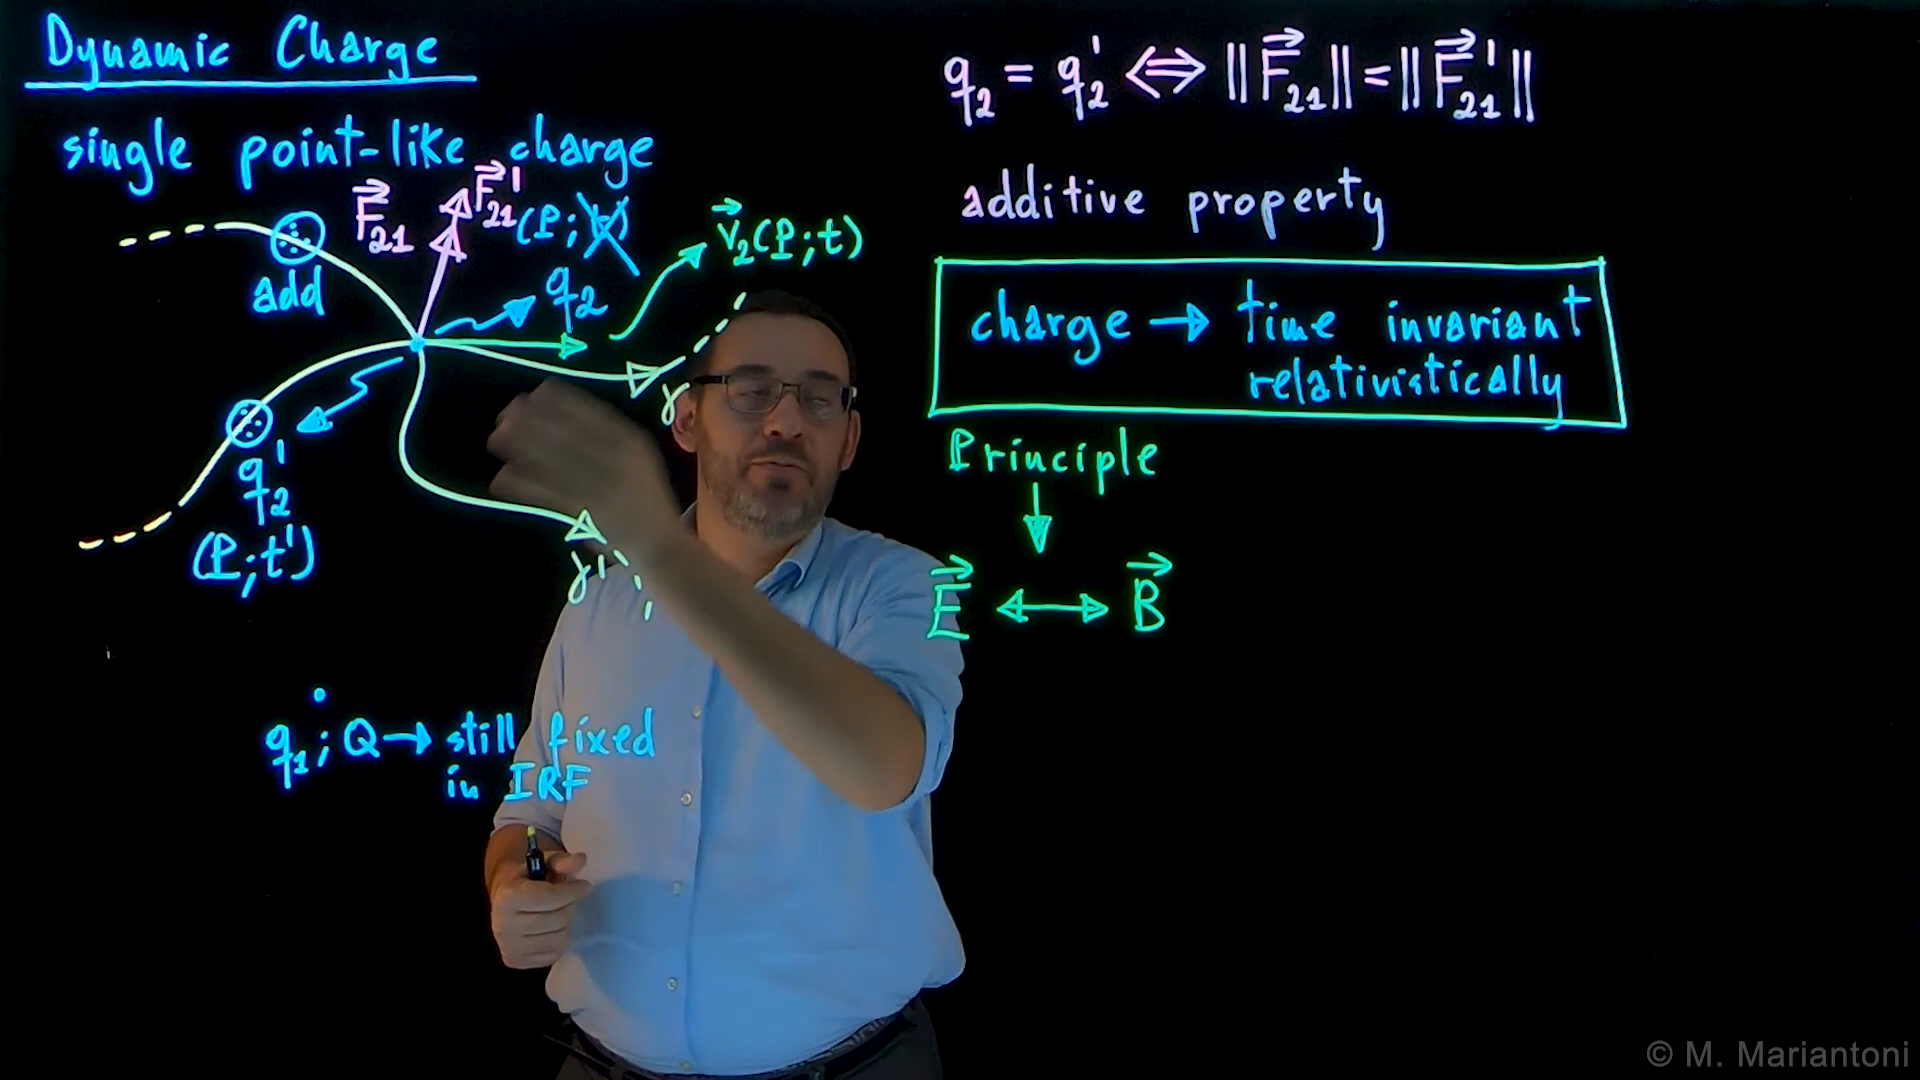 Dynamic Charge
single point-like charge
F⃗₂₁
F⃗'₂₁
(P;t)
v⃗₂(P;t)
add
q₂
γ
q'₂
(P;t')
γ'
q₁; Q → still fixed
in IRF
q₂ = q'₂ ⟺ ‖F⃗₂₁‖ = ‖F⃗'₂₁‖
additive property
charge → time invariant
relativistically
Principle
E⃗ ↔ B⃗
© M. Mariantoni